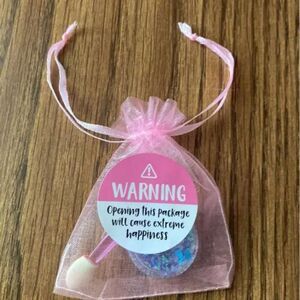 WARNING
Opening this package
will cause extreme
happiness